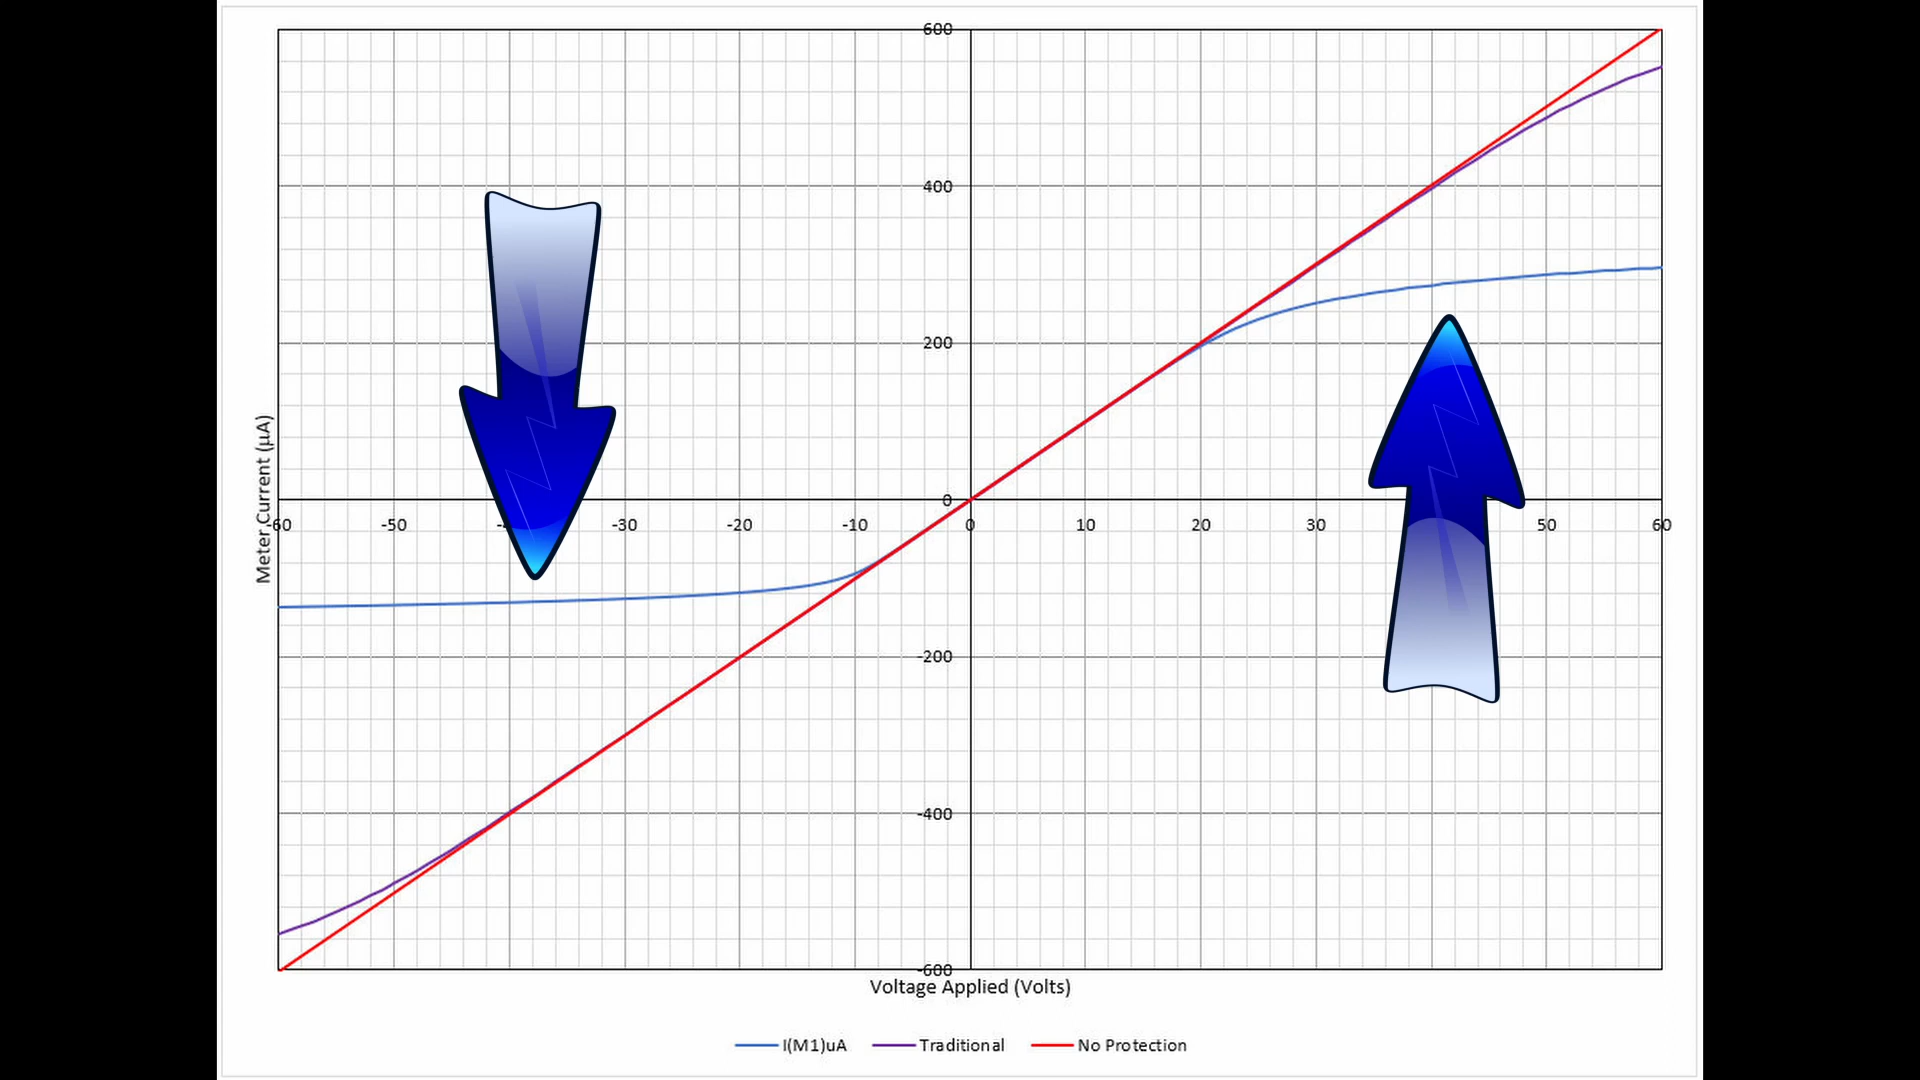 600
400
200
0
-60 -50 -30 -20 -10 0 10 20 30 50 60
-200
-400
-600
Meter Current (µA)
Voltage Applied (Volts)
I(M1)uA Traditional No Protection